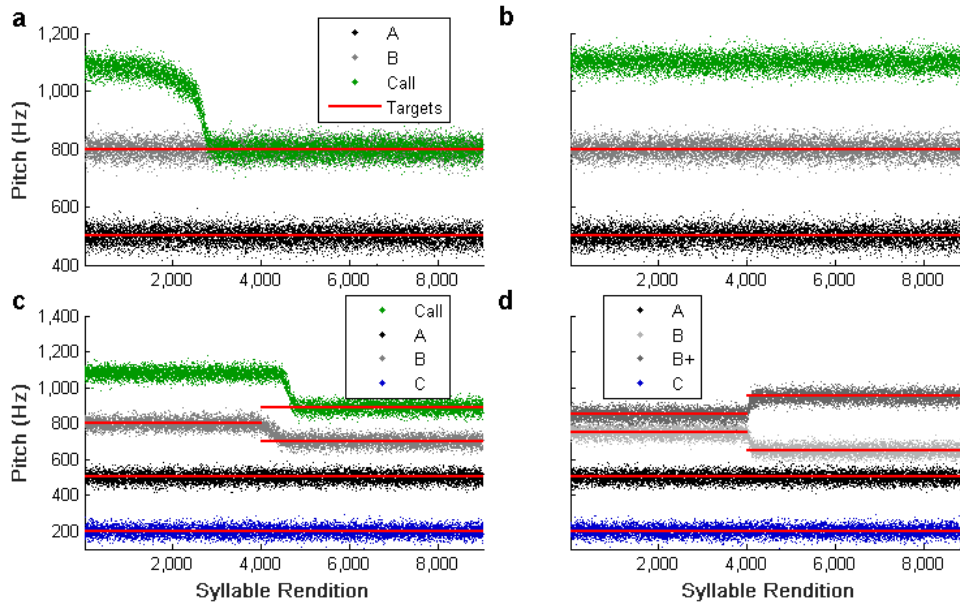 a
b
1,200
1,000
800
600
400
Pitch (Hz)
A
B
Call
Targets
2,000 4,000 6,000 8,000
2,000 4,000 6,000 8,000
c
d
1,400
1,200
1,000
800
600
400
200
Pitch (Hz)
Call
A
B
C
A
B
B+
C
2,000 4,000 6,000 8,000
2,000 4,000 6,000 8,000
Syllable Rendition
Syllable Rendition